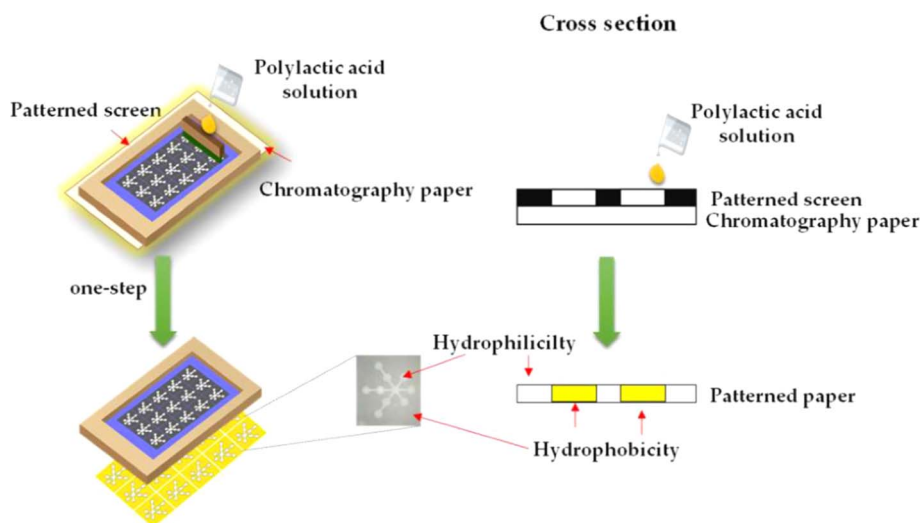 Cross section
Polylactic acid
solution
Patterned screen
Chromatography paper
one-step
Polylactic acid
solution
Patterned screen
Chromatography paper
Hydrophilicilty
Hydrophobicity
Patterned paper